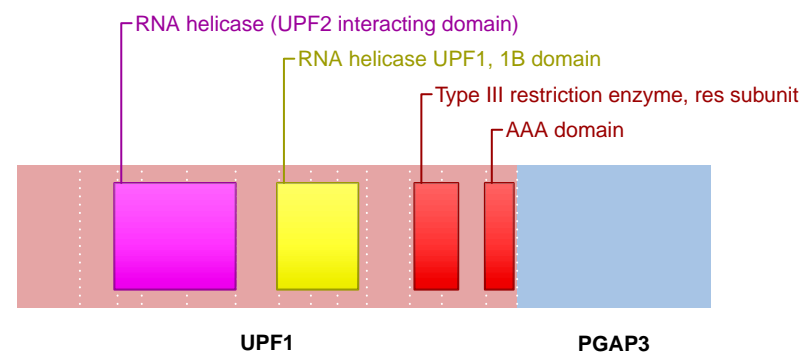 RNA helicase (UPF2 interacting domain)
RNA helicase UPF1, 1B domain
Type III restriction enzyme, res subunit
AAA domain
UPF1
PGAP3